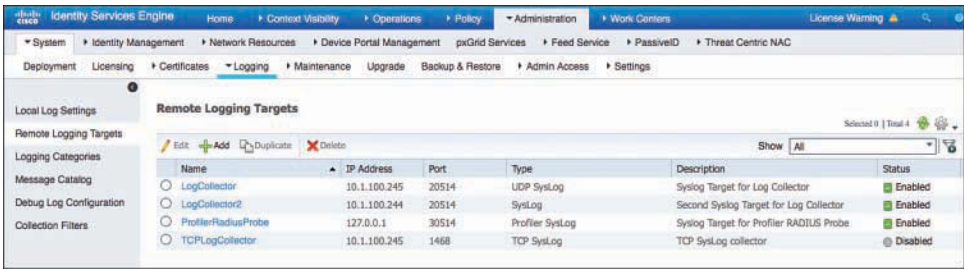 cisco Identity Services Engine Home Context Visibility Operations Policy Administration Work Centers License Warning
System Identity Management Network Resources Device Portal Management pxGrid Services Feed Service PassiveID Threat Centric NAC
Deployment Licensing Certificates Logging Maintenance Upgrade Backup & Restore Admin Access Settings
Local Log Settings
Remote Logging Targets
Logging Categories
Message Catalog
Debug Log Configuration
Collection Filters
Remote Logging Targets
Selected 0 | Total 4
Edit Add Duplicate Delete Show All
Name IP Address Port Type Description Status
LogCollector 10.1.100.245 20514 UDP SysLog Syslog Target for Log Collector Enabled
LogCollector2 10.1.100.244 20514 SysLog Second Syslog Target for Log Collector Enabled
ProfilerRadiusProbe 127.0.0.1 30514 Profiler SysLog Syslog Target for Profiler RADIUS Probe Enabled
TCPLogCollector 10.1.100.245 1468 TCP SysLog TCP SysLog collector Disabled